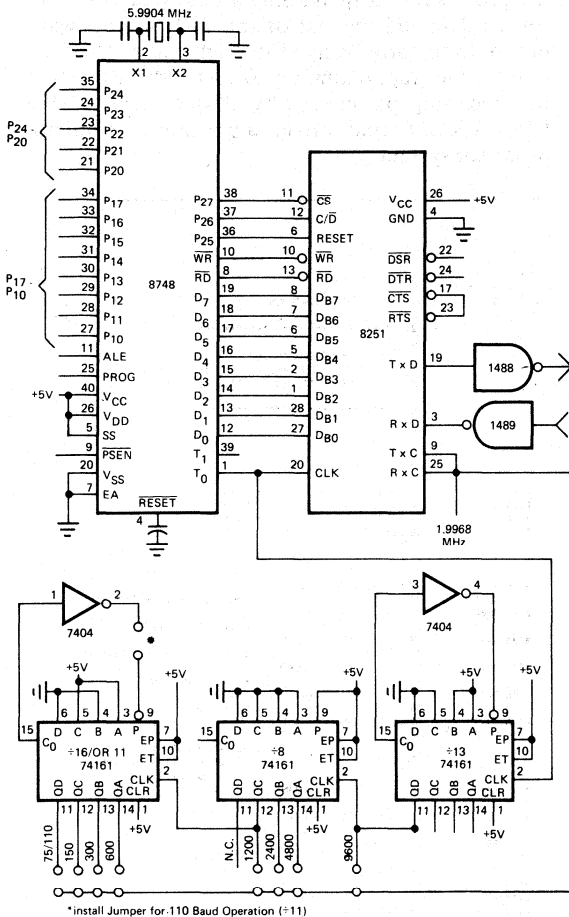 5.9904 MHz
2 3
X1 X2
35 P24
24 P23
23 P22
22 P21
21 P20
P24
P20
34 P17
33 P16
32 P15
31 P14
30 P13
29 P12
28 P11
27 P10
P17
P10
11 ALE
25 PROG
+5V
40 VCC
26 VDD
5 SS
9 PSEN
20 VSS
7 EA
RESET
4
8748
P27 38 11 CS
P26 37 12 C/D
P25 36 6 RESET
WR 10 10 WR
RD 8 13 RD
D7 19 8 DB7
D6 18 7 DB6
D5 17 6 DB5
D4 16 5 DB4
D3 15 2 DB3
D2 14 1 DB2
D1 13 28 DB1
D0 12 27 DB0
T1 39
T0 1 20 CLK
8251
VCC 26 +5V
GND 4
DSR 22
DTR 24
CTS 17
RTS 23
TxD 19
1488
RxD 3
1489
TxC 9
RxC 25
1.9968
MHz
1 2
7404
*
+5V +5V
6 5 4 3 9
D C B A P
15 C0
EP 7
ET 10
÷16/OR 11
74161
CLK 2
CLR
QD QC QB QA
11 12 13 14 1
+5V
75/110
150
300
600
+5V
6 5 4 3 9
D C B A P
15 C0
EP 7
ET 10
÷8
74161
CLK 2
CLR
QD QC QB QA
11 12 13 14 1
+5V
N.C.
1200
2400
4800
9600
3 4
7404
+5V +5V
6 5 4 3 9
D C B A P
15 C0
EP 7
ET 10
÷13
74161
CLK 2
CLR
QD QC QB QA
11 12 13 14 1
+5V
*install Jumper for 110 Baud Operation (÷11)